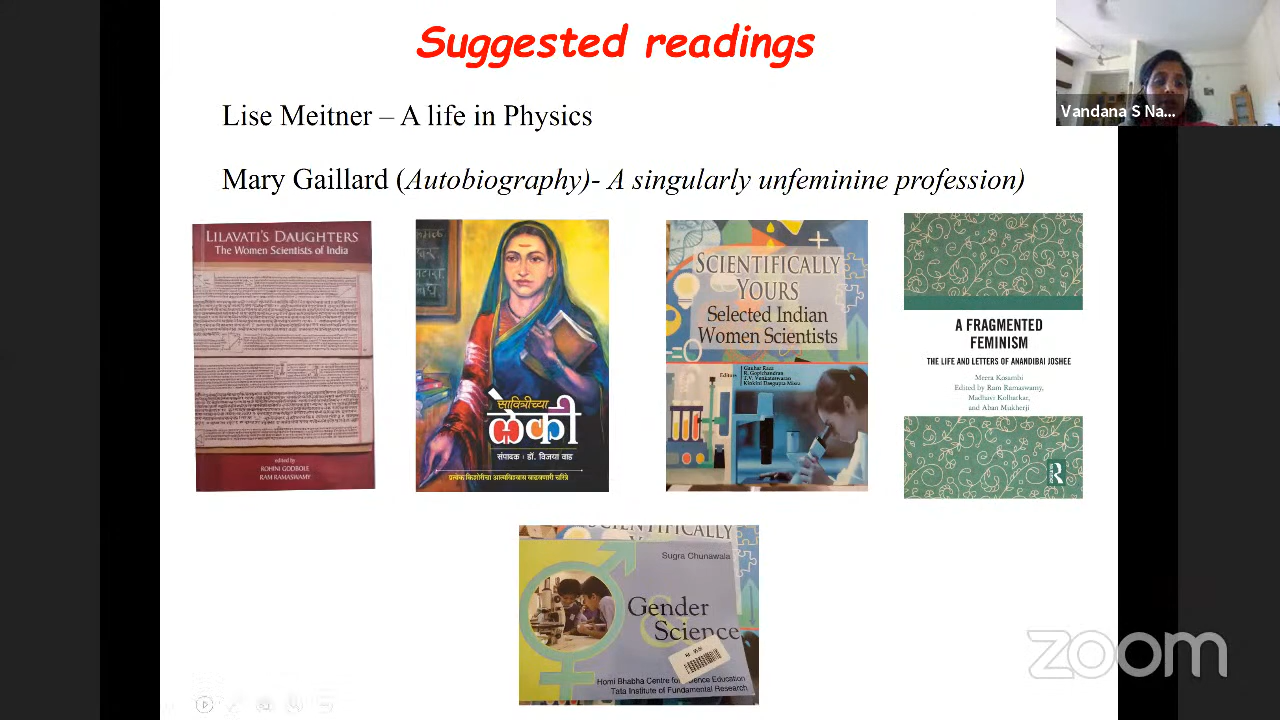 Suggested readings
Vandana S Na...
Lise Meitner – A life in Physics
Mary Gaillard (Autobiography)- A singularly unfeminine profession)
LILAVATI'S DAUGHTERS
The Women Scientists of India
edited by
ROHINI GODBOLE
RAM RAMASWAMY
सावित्रीच्या
लेकी
संपादक : डॉ. विजया वाड
प्रत्येक किशोरीचा आत्मविश्वास वाढवणारी चरित्रे
SCIENTIFICALLY
YOURS
Selected Indian
Women Scientists
Editors
Gauhar Raza
R. Gopichandran
T.V. Venkateswaran
Kinkini Dasgupta Misra
A FRAGMENTED
FEMINISM
THE LIFE AND LETTERS OF ANANDIBAI JOSHEE
Meera Kosambi
Edited by Ram Ramaswamy,
Madhavi Kolhatkar,
and Aban Mukherji
R
SCIENTIFICALLY
Sugra Chunawala
Gender
&
Science
Homi Bhabha Centre for Science Education
Tata Institute of Fundamental Research
zoom